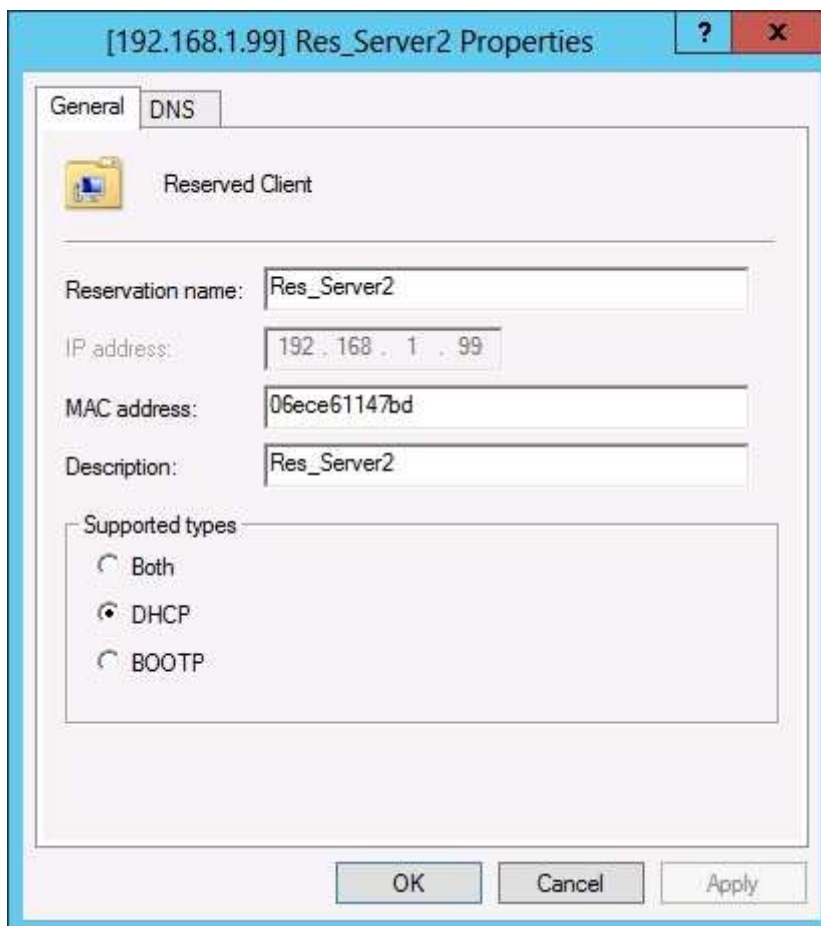 [192.168.1.99] Res_Server2 Properties
? x
General DNS
Reserved Client
Reservation name: Res_Server2
IP address: 192 . 168 . 1 . 99
MAC address: 06ece61147bd
Description: Res_Server2
Supported types
Both
DHCP
BOOTP
OK Cancel Apply